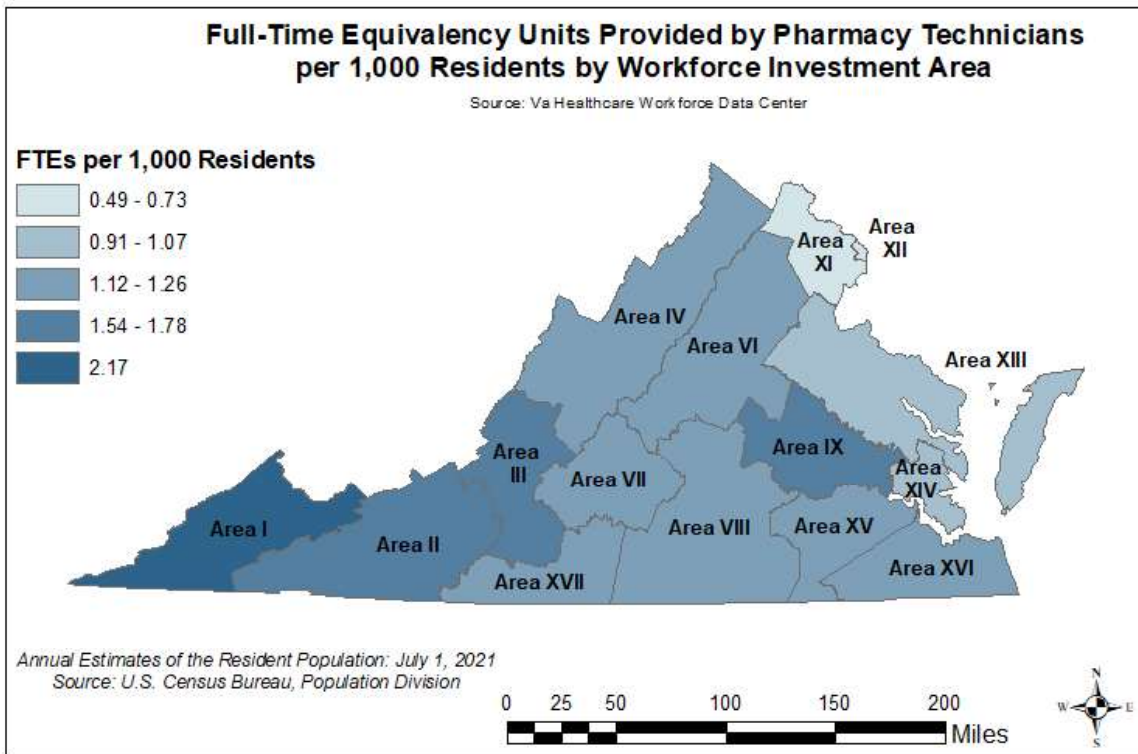 Full-Time Equivalency Units Provided by Pharmacy Technicians
per 1,000 Residents by Workforce Investment Area
Source: Va Healthcare Workforce Data Center
FTEs per 1,000 Residents
0.49 - 0.73
0.91 - 1.07
1.12 - 1.26
1.54 - 1.78
2.17
Area
XII
Area
XI
Area IV
Area VI
Area XIII
Area
III
Area IX
Area VII
Area
XIV
Area I
Area II
Area VIII
Area XV
Area XVII
Area XVI
Annual Estimates of the Resident Population: July 1, 2021
Source: U.S. Census Bureau, Population Division
0 25 50 100 150 200
Miles
N
W E
S